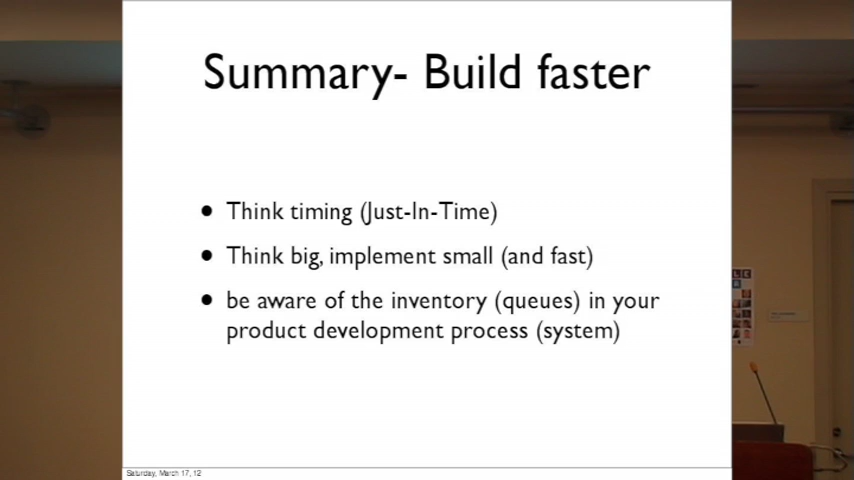 Summary- Build faster
• Think timing (Just-In-Time)
• Think big, implement small (and fast)
• be aware of the inventory (queues) in your
product development process (system)
Saturday, March 17, 12